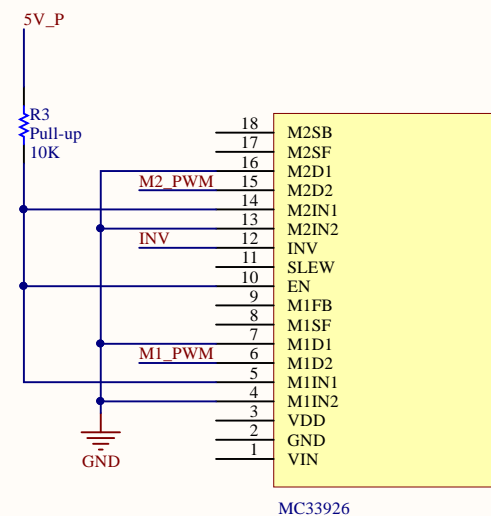 5V_P
R3
Pull-up
10K
18 M2SB
17 M2SF
16 M2D1
M2_PWM 15 M2D2
14 M2IN1
13 M2IN2
INV 12 INV
11 SLEW
10 EN
9 M1FB
8 M1SF
7 M1D1
M1_PWM 6 M1D2
5 M1IN1
4 M1IN2
3 VDD
2 GND
1 VIN
GND
MC33926